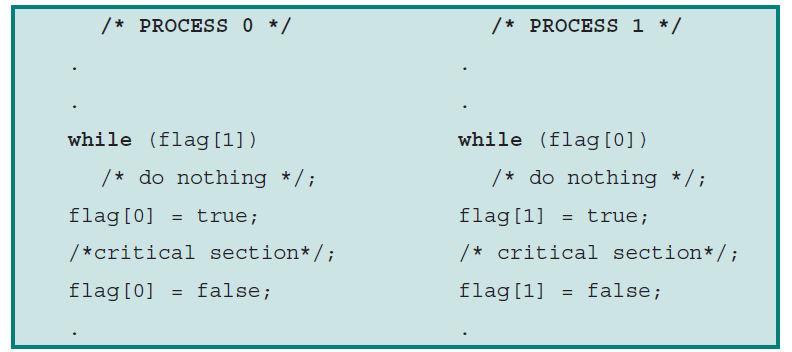 /* PROCESS 0 */
.
.
while (flag[1])
/* do nothing */;
flag[0] = true;
/*critical section*/;
flag[0] = false;
.
/* PROCESS 1 */
.
.
while (flag[0])
/* do nothing */;
flag[1] = true;
/* critical section*/;
flag[1] = false;
.